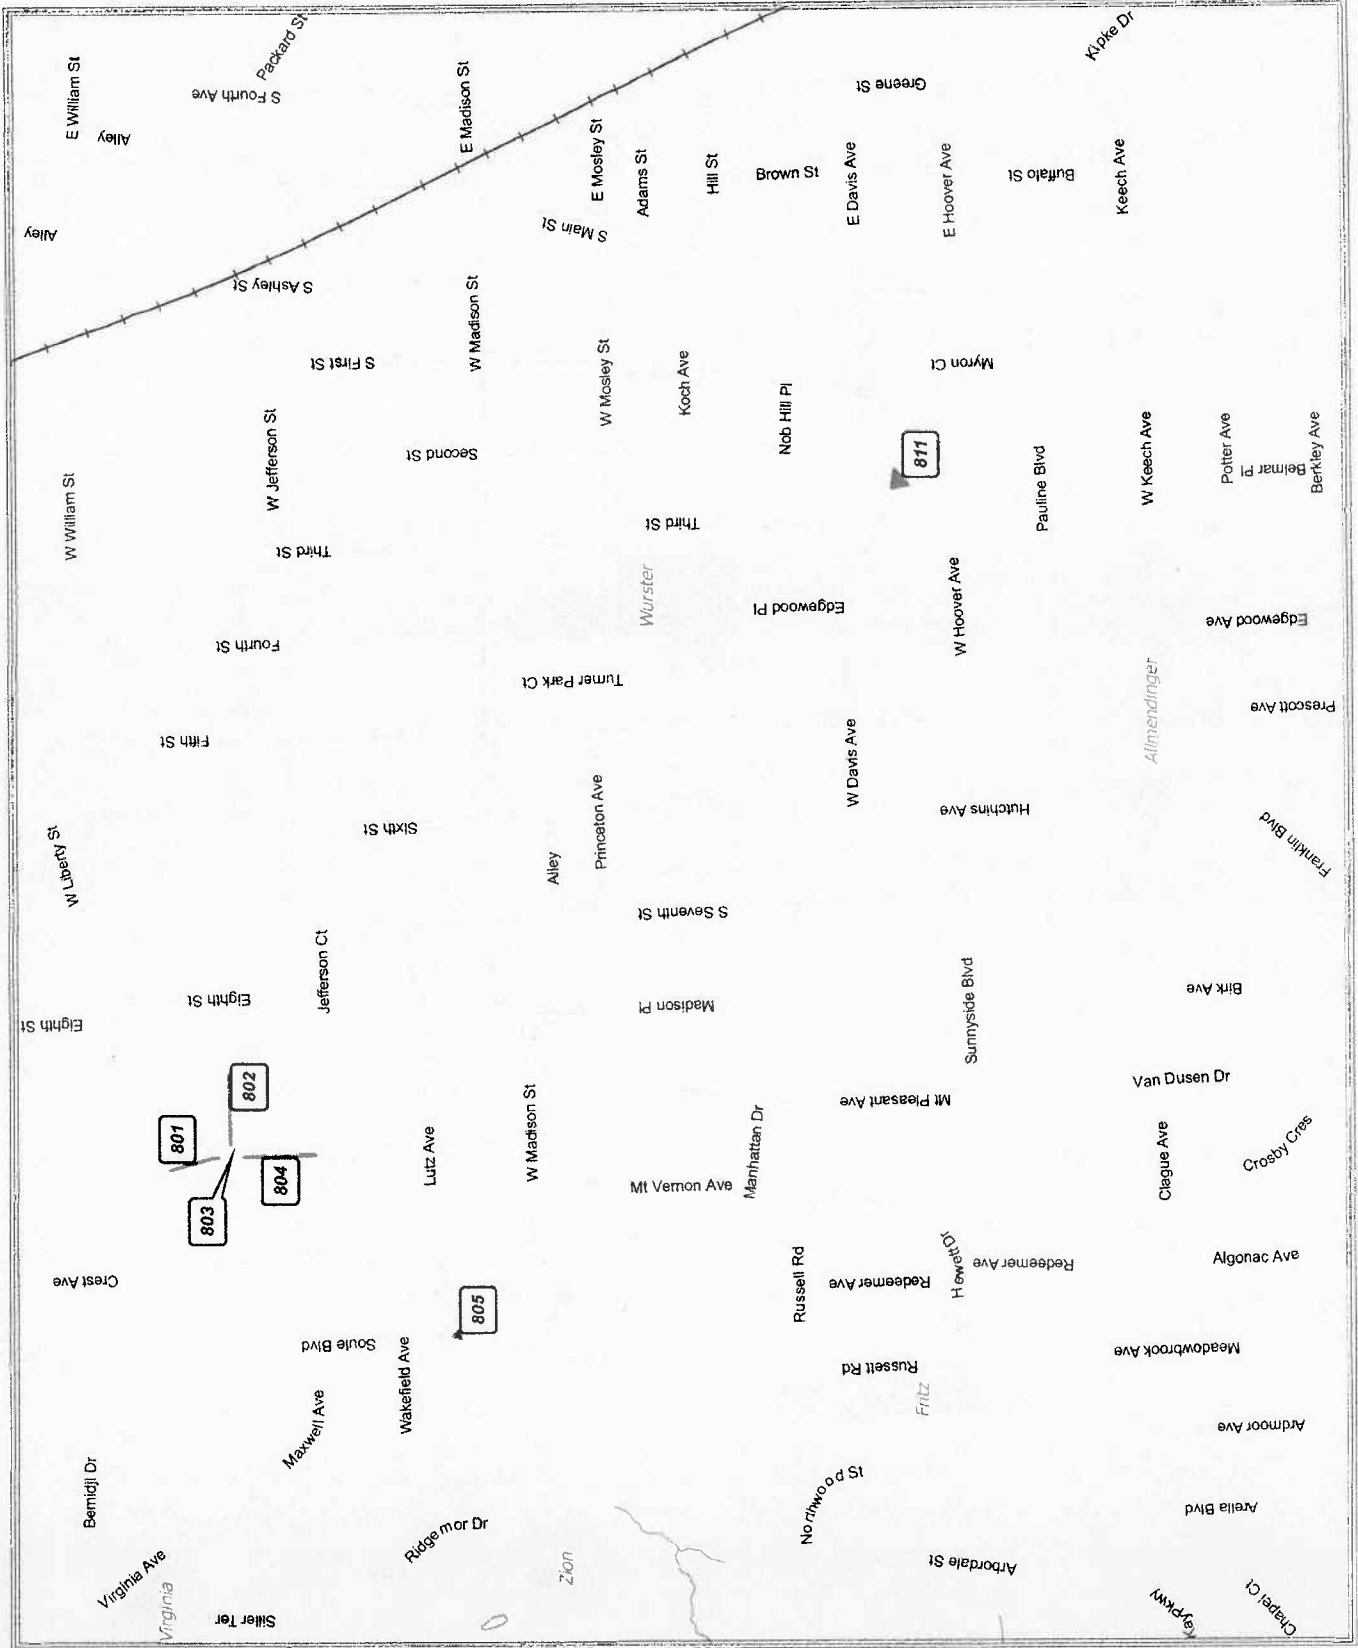 E William St
Alley
S Fourth Ave
Packard St
E Madison St
E Mosley St
Adams St
Hill St
Brown St
E Davis Ave
Greene St
E Hoover Ave
Buffalo St
Keech Ave
Kipke Dr
Alley
S Main St
S Ashley St
W Madison St
S First St
W Mosley St
Koch Ave
Nob Hill Pl
Myron Ct
811
W William St
W Jefferson St
Second St
Third St
Third St
Pauline Blvd
W Keech Ave
Potter Ave
Belmar Pl
Berkley Ave
Wurster
Edgewood Pl
W Hoover Ave
Edgewood Ave
Fourth St
Turner Park Ct
Allmendinger
Prescott Ave
Fifth St
W Davis Ave
Hutchins Ave
W Liberty St
Sixth St
Alley
Princeton Ave
Franklin Blvd
S Seventh St
Jefferson Ct
Eighth St
Eighth St
Madison Pl
Sunnyside Blvd
Birk Ave
802
801
804
803
Lutz Ave
W Madison St
Mt Vernon Ave
Manhattan Dr
Mt Pleasant Ave
Van Dusen Dr
Clague Ave
Crosby Cres
Crest Ave
805
Russell Rd
Redeemer Ave
Hewett Dr
Redeemer Ave
Algonac Ave
Soule Blvd
Wakefield Ave
Russett Rd
Fritz
Meadowbrook Ave
Maxwell Ave
Ardmoor Ave
Bemidji Dr
Ridgemor Dr
Northwood St
Arella Blvd
Virginia Ave
Virginia
Siller Ter
Zion
Arbordale St
Pkwy
Chapel Ct